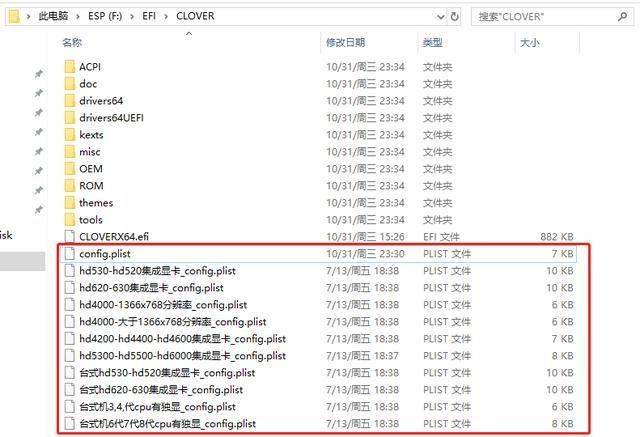 此电脑 > ESP (F:) > EFI > CLOVER
搜索"CLOVER"
名称 修改日期 类型 大小
ACPI 10/31/周三 23:34 文件夹
doc 10/31/周三 23:34 文件夹
drivers64 10/31/周三 23:34 文件夹
drivers64UEFI 10/31/周三 23:34 文件夹
kexts 10/31/周三 23:34 文件夹
misc 10/31/周三 23:34 文件夹
OEM 10/31/周三 23:34 文件夹
ROM 10/31/周三 23:34 文件夹
themes 10/31/周三 23:34 文件夹
tools 10/31/周三 23:34 文件夹
isk
CLOVERX64.efi 10/31/周三 15:26 EFI 文件 882 KB
config.plist 10/31/周三 23:30 PLIST 文件 7 KB
hd530-hd520集成显卡_config.plist 7/13/周五 18:38 PLIST 文件 10 KB
hd620-630集成显卡_config.plist 7/13/周五 18:38 PLIST 文件 10 KB
hd4000-1366x768分辨率_config.plist 7/13/周五 18:38 PLIST 文件 6 KB
hd4000-大于1366x768分辨率_config.plist 7/13/周五 18:38 PLIST 文件 6 KB
hd4200-hd4400-hd4600集成显卡_config.plist 7/13/周五 18:38 PLIST 文件 7 KB
hd5300-hd5500-hd6000集成显卡_config.plist 7/13/周五 18:37 PLIST 文件 8 KB
台式hd530-hd520集成显卡_config.plist 7/13/周五 18:38 PLIST 文件 10 KB
台式hd620-630集成显卡_config.plist 7/13/周五 18:38 PLIST 文件 10 KB
台式机3,4,代cpu有独显_config.plist 7/13/周五 18:38 PLIST 文件 6 KB
台式机6代7代8代cpu有独显_config.plist 7/13/周五 18:38 PLIST 文件 8 KB